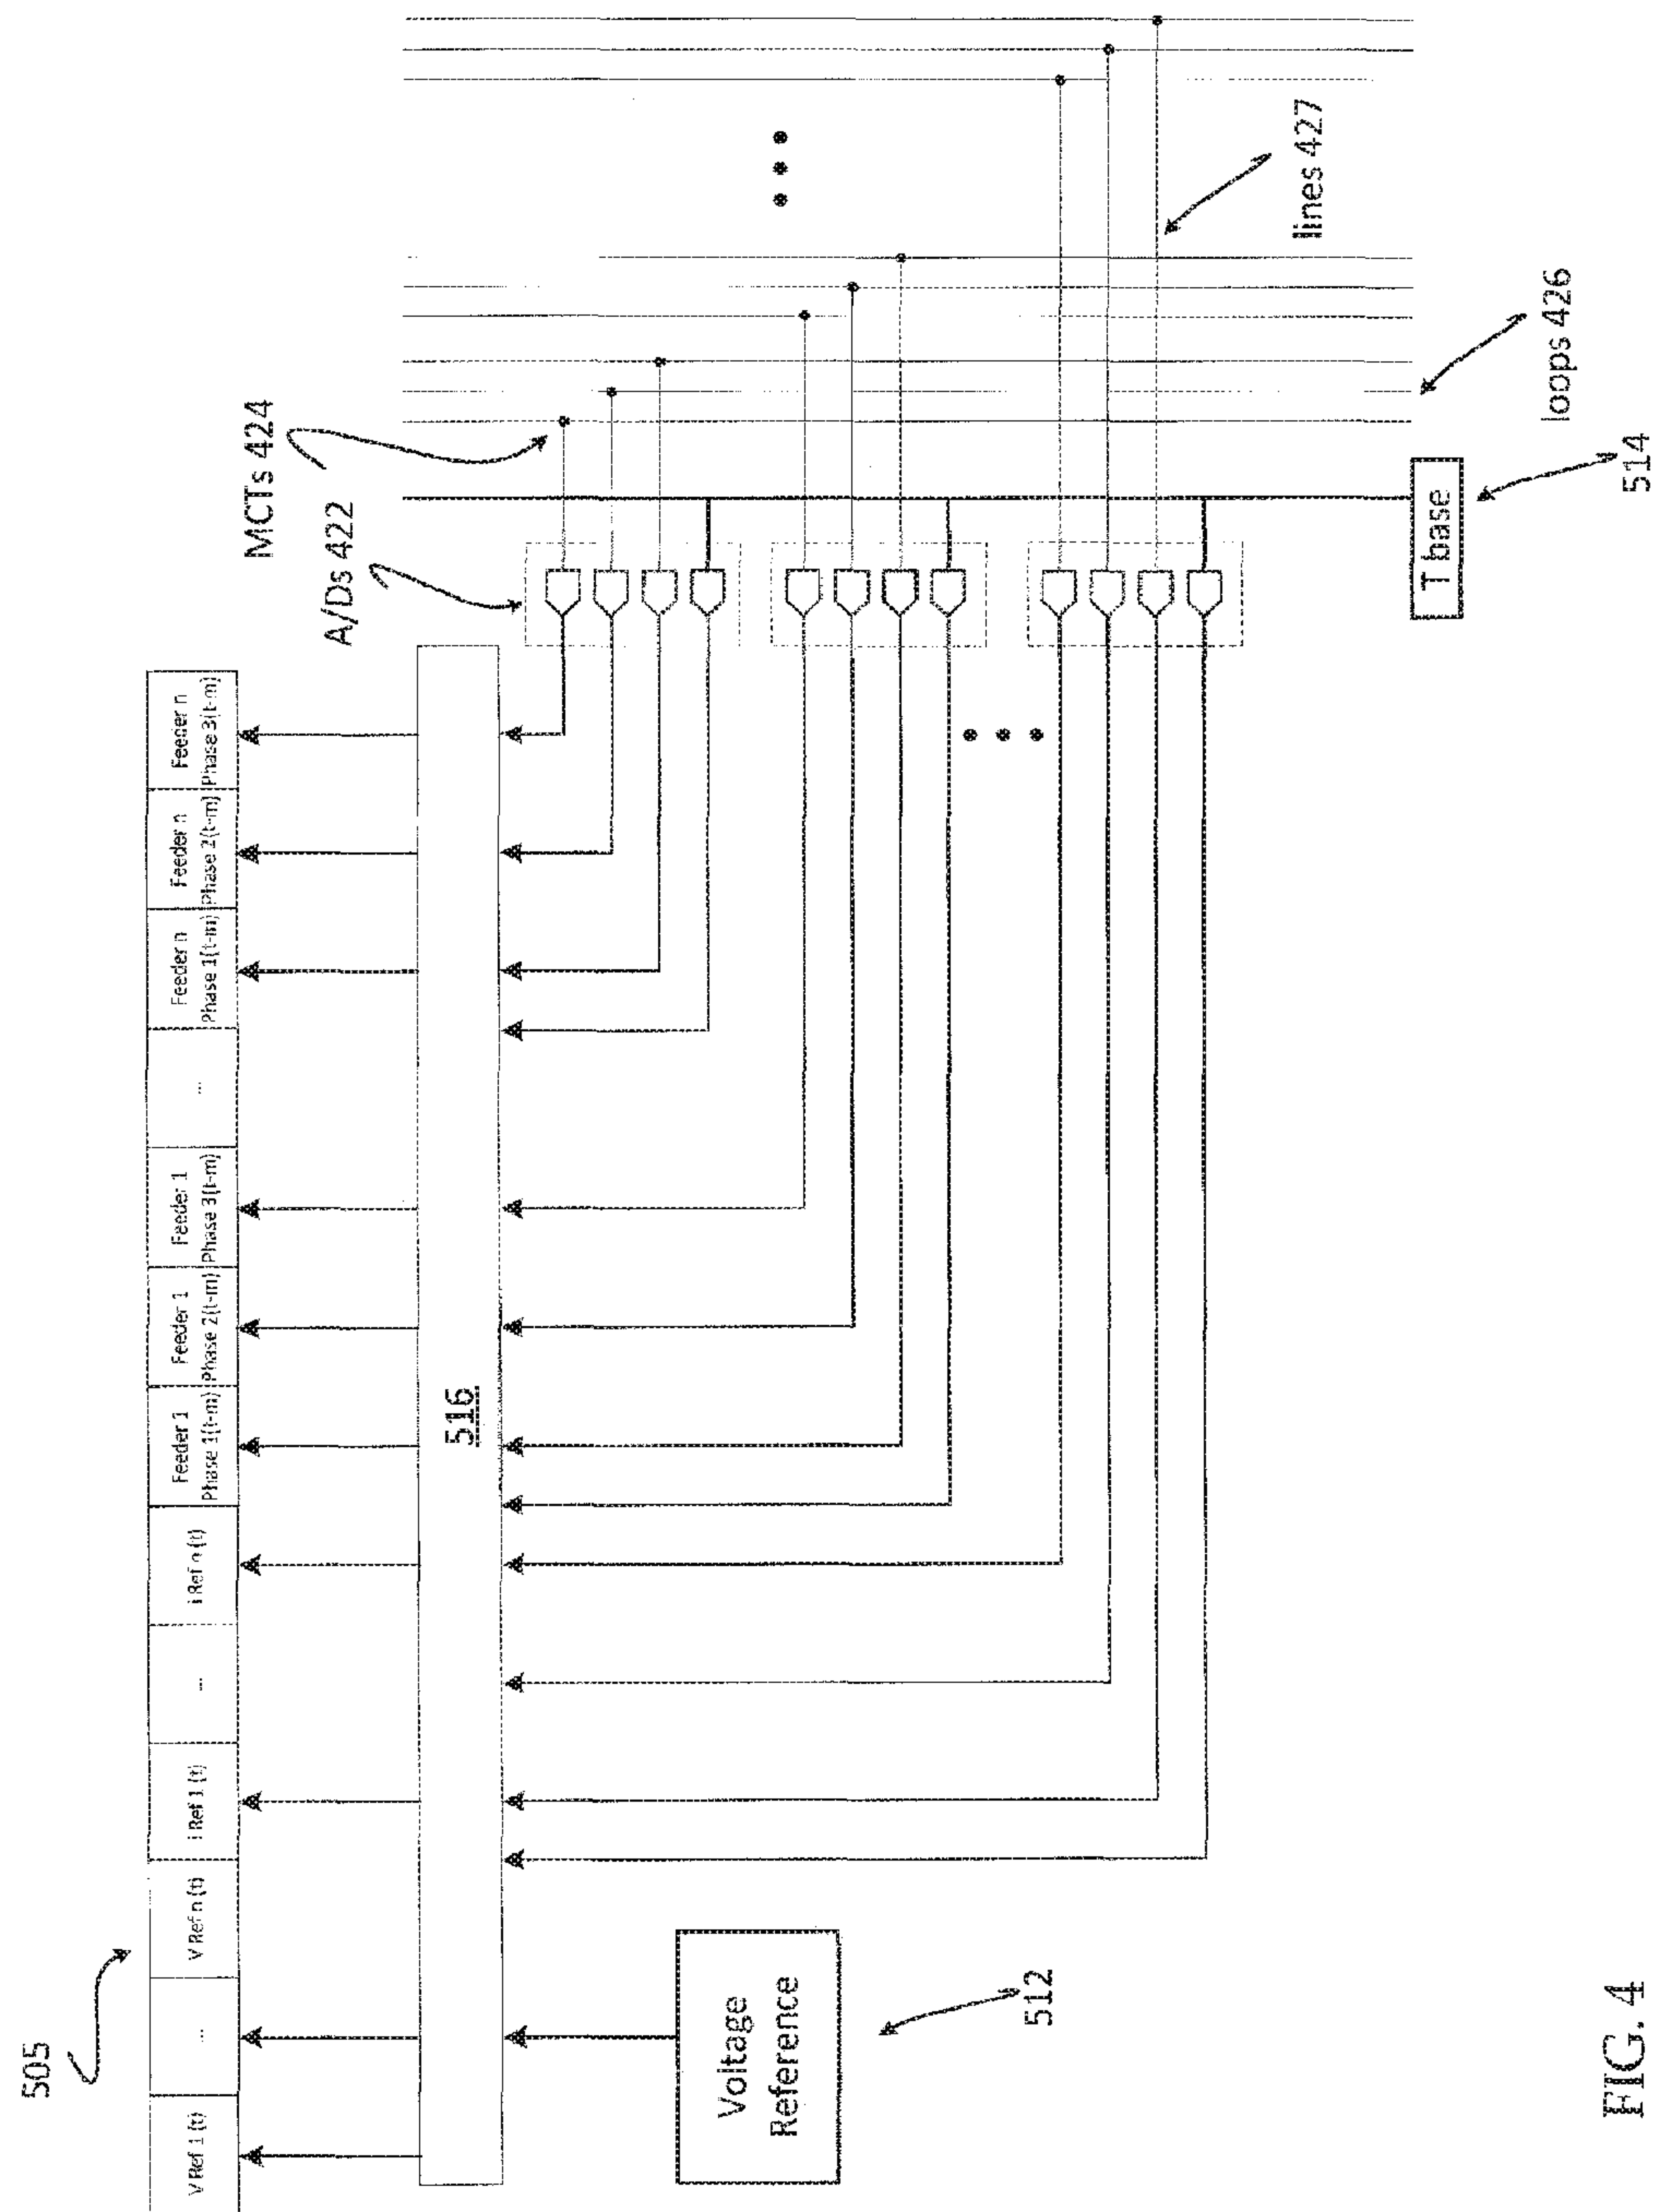 505
V Ref 1 (t)
...
V Ref n (t)
i Ref 1 (t)
...
i Ref n (t)
Feeder 1
Phase 1(t-m)
Feeder 1
Phase 2(t-m)
Feeder 1
Phase 3(t-m)
...
Feeder n
Phase 1(t-m)
Feeder n
Phase 2(t-m)
Feeder n
Phase 3(t-m)
516
A/Ds 422
MCTs 424
Voltage
Reference
512
T base
514
loops 426
lines 427
FIG. 4